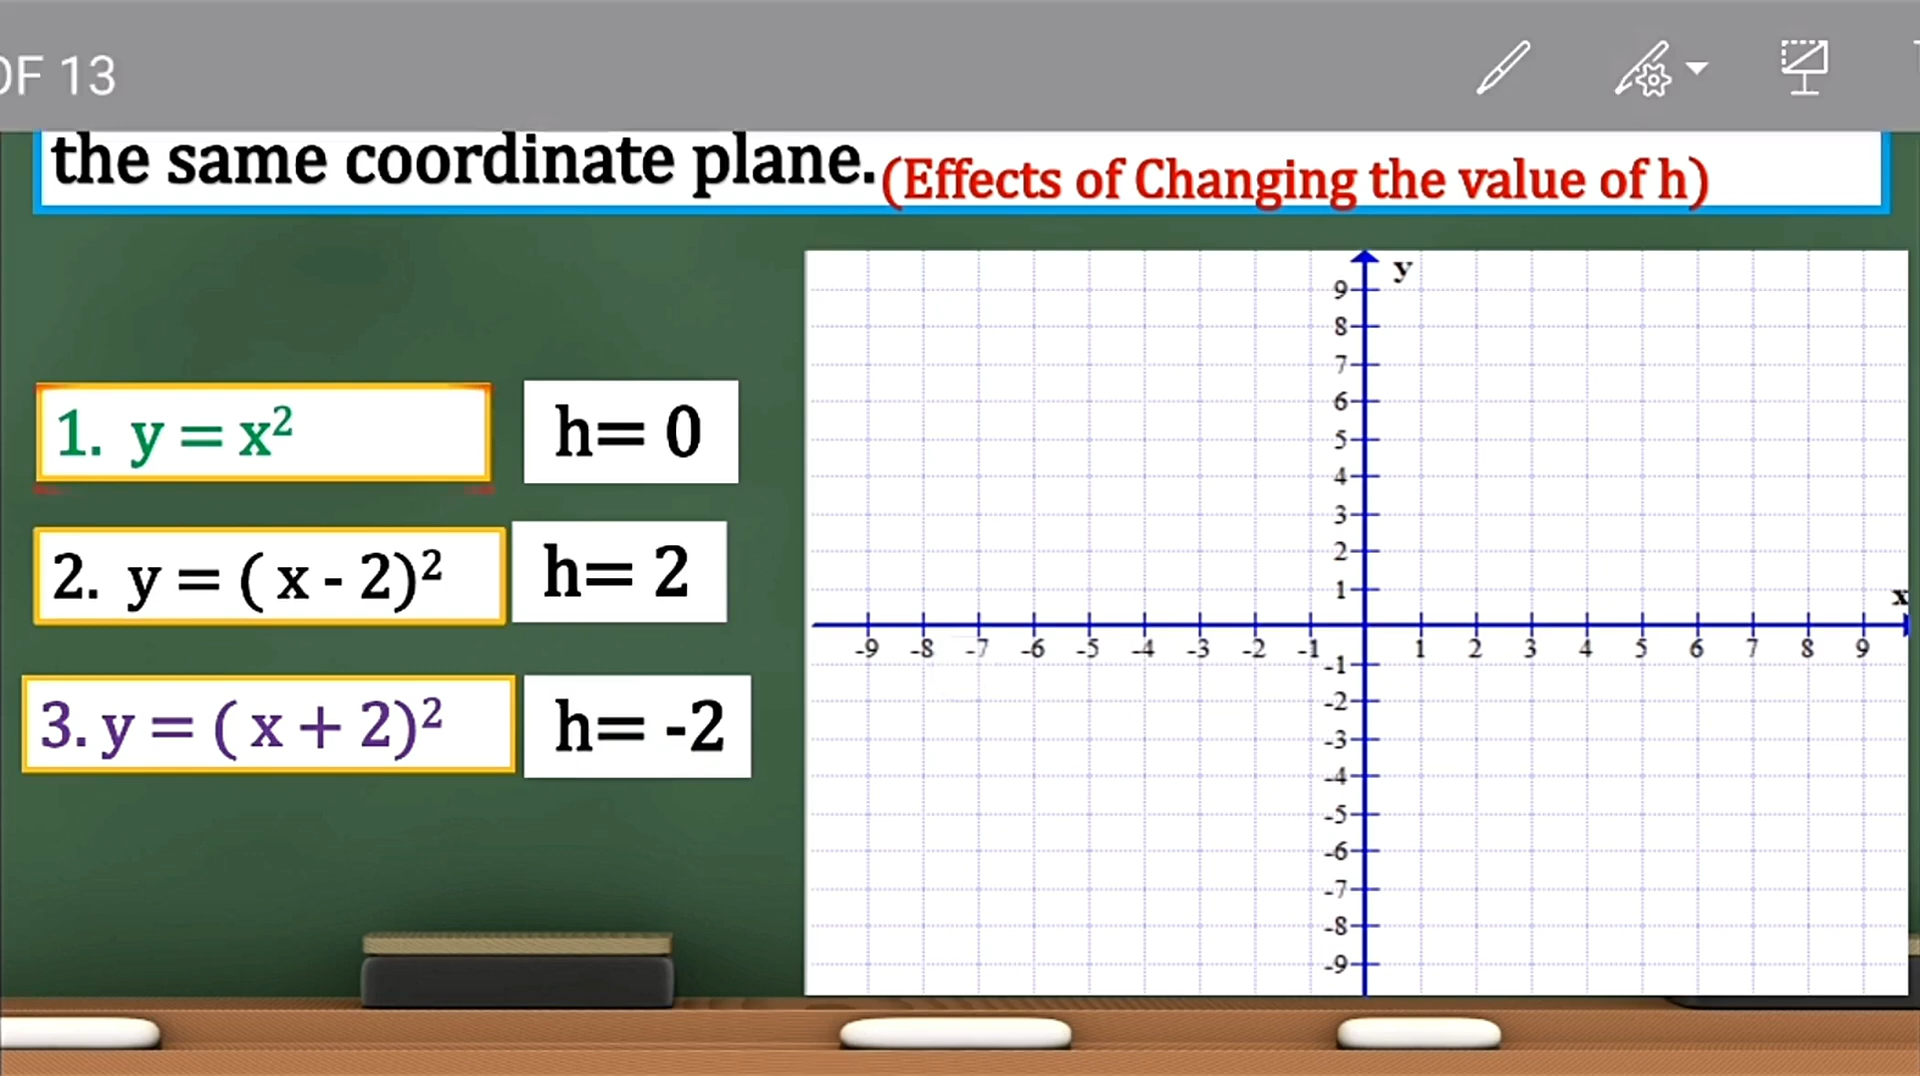 OF 13
the same coordinate plane. (Effects of Changing the value of h)
1. y = x²
h= 0
2. y = ( x - 2)²
h= 2
3. y = ( x + 2)²
h= -2
y
9
8
7
6
5
4
3
2
1
x
-9 -8 -7 -6 -5 -4 -3 -2 -1 1 2 3 4 5 6 7 8 9
-1
-2
-3
-4
-5
-6
-7
-8
-9